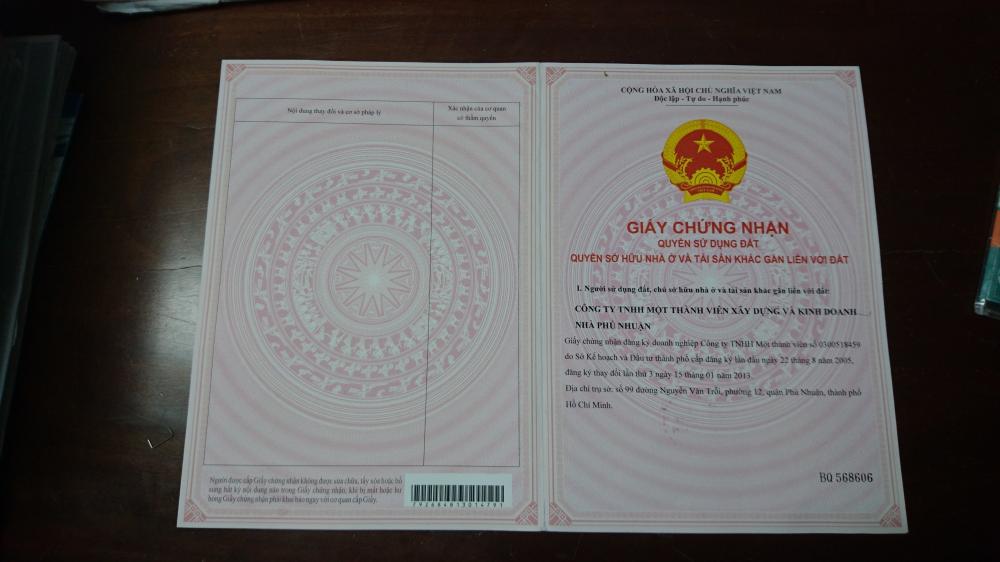 Nội dung thay đổi và cơ sở pháp lý
Xác nhận của cơ quan
có thẩm quyền
Người được cấp Giấy chứng nhận không được sửa chữa, tẩy xóa hoặc bổ
sung bất kỳ nội dung nào trong Giấy chứng nhận; khi bị mất hoặc hư
hỏng Giấy chứng nhận phải khai báo ngay với cơ quan cấp Giấy.
792684613014791
CỘNG HÒA XÃ HỘI CHỦ NGHĨA VIỆT NAM
Độc lập - Tự do - Hạnh phúc
GIẤY CHỨNG NHẬN
QUYỀN SỬ DỤNG ĐẤT
QUYỀN SỞ HỮU NHÀ Ở VÀ TÀI SẢN KHÁC GẮN LIỀN VỚI ĐẤT
I. Người sử dụng đất, chủ sở hữu nhà ở và tài sản khác gắn liền với đất:
CÔNG TY TNHH MỘT THÀNH VIÊN XÂY DỰNG VÀ KINH DOANH
NHÀ PHÚ NHUẬN
Giấy chứng nhận đăng ký doanh nghiệp Công ty TNHH Một thành viên số 0300518459
do Sở Kế hoạch và Đầu tư thành phố cấp đăng ký lần đầu ngày 22 tháng 8 năm 2005,
đăng ký thay đổi lần thứ 3 ngày 15 tháng 01 năm 2013.
Địa chỉ trụ sở: số 99 đường Nguyễn Văn Trỗi, phường 12, quận Phú Nhuận, thành phố
Hồ Chí Minh.
BQ 568606